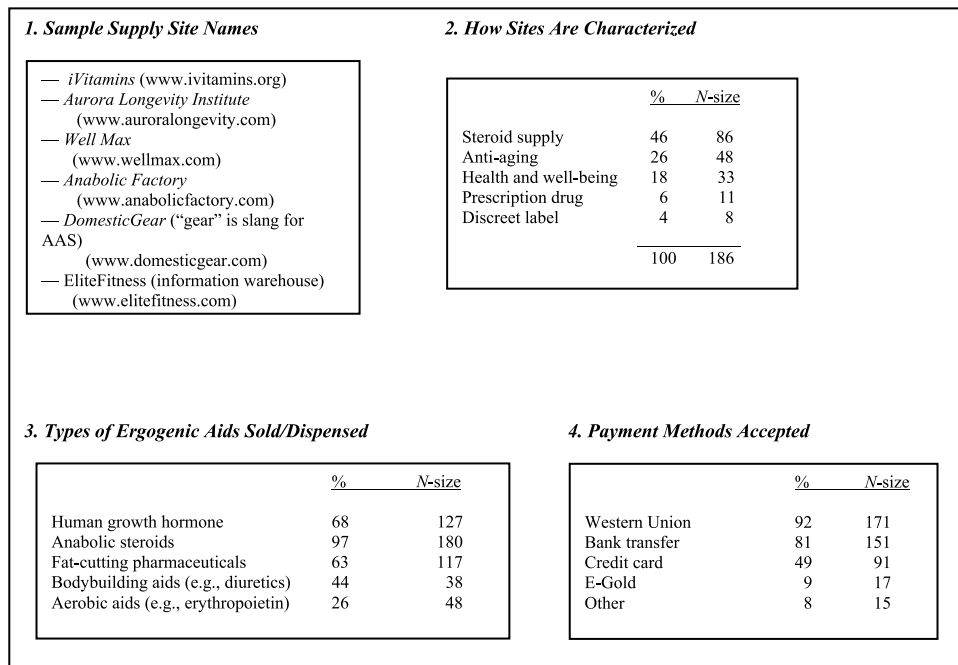 1. Sample Supply Site Names
— iVitamins (www.ivitamins.org)
— Aurora Longevity Institute
(www.auroralongevity.com)
— Well Max
(www.wellmax.com)
— Anabolic Factory
(www.anabolicfactory.com)
— DomesticGear (“gear” is slang for
AAS)
(www.domesticgear.com)
— EliteFitness (information warehouse)
(www.elitefitness.com)
2. How Sites Are Characterized
% N-size
Steroid supply 46 86
Anti-aging 26 48
Health and well-being 18 33
Prescription drug 6 11
Discreet label 4 8
100 186
3. Types of Ergogenic Aids Sold/Dispensed
% N-size
Human growth hormone 68 127
Anabolic steroids 97 180
Fat-cutting pharmaceuticals 63 117
Bodybuilding aids (e.g., diuretics) 44 38
Aerobic aids (e.g., erythropoietin) 26 48
4. Payment Methods Accepted
% N-size
Western Union 92 171
Bank transfer 81 151
Credit card 49 91
E-Gold 9 17
Other 8 15